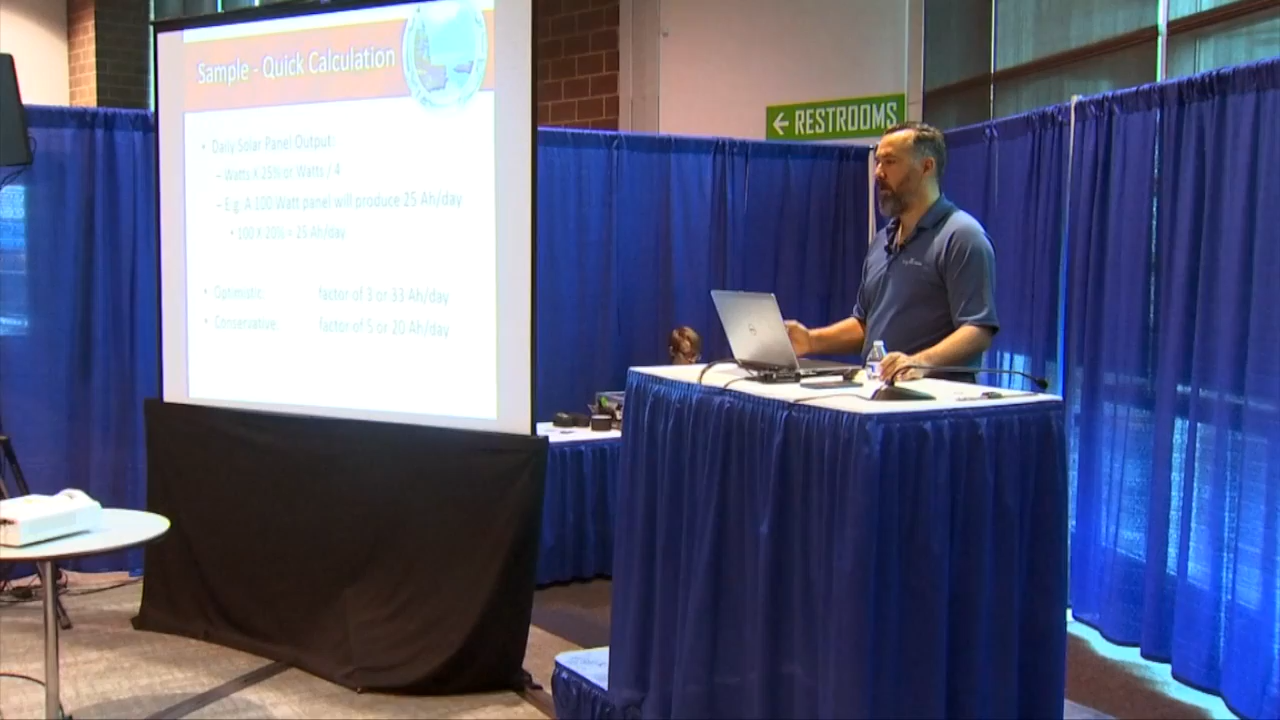 Sample - Quick Calculation
• Daily Solar Panel Output:
– Watts X 25% or Watts / 4
– E.g. A 100 Watt panel will produce 25 Ah/day
• 100 X 20% = 25 Ah/day
• Optimistic: factor of 3 or 33 Ah/day
• Conservative: factor of 5 or 20 Ah/day
← RESTROOMS